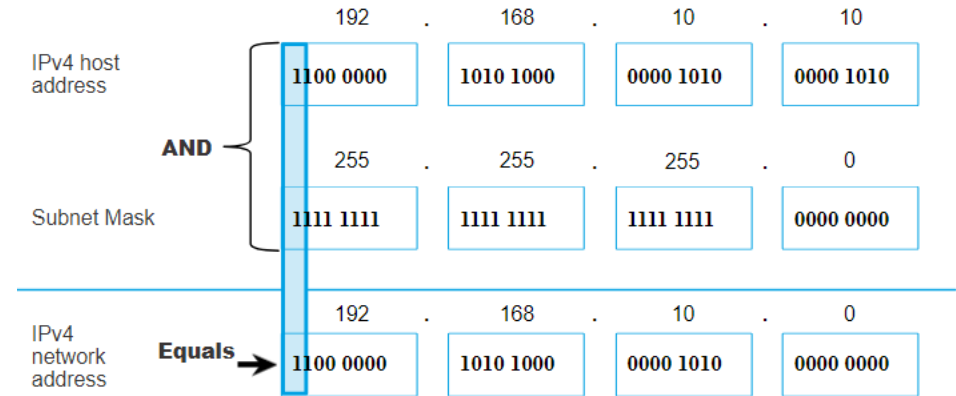 192 . 168 . 10 . 10
IPv4 host
address
1100 0000 1010 1000 0000 1010 0000 1010
AND
255 . 255 . 255 . 0
Subnet Mask
1111 1111 1111 1111 1111 1111 0000 0000
192 . 168 . 10 . 0
IPv4
network
address
Equals
1100 0000 1010 1000 0000 1010 0000 0000